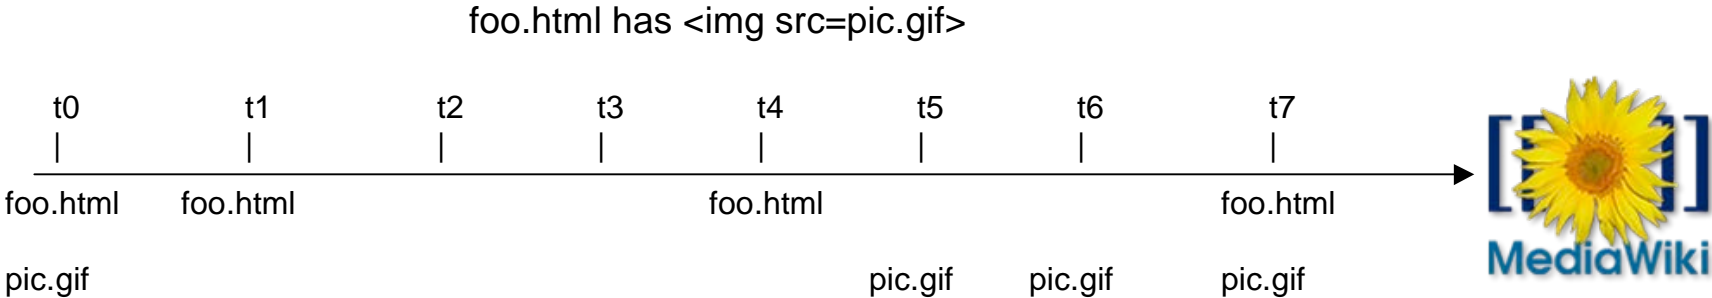 foo.html has <img src=pic.gif>
t0 t1 t2 t3 t4 t5 t6 t7
| | | | | | | |
foo.html foo.html foo.html foo.html
pic.gif pic.gif pic.gif pic.gif
[[ ]]
MediaWiki